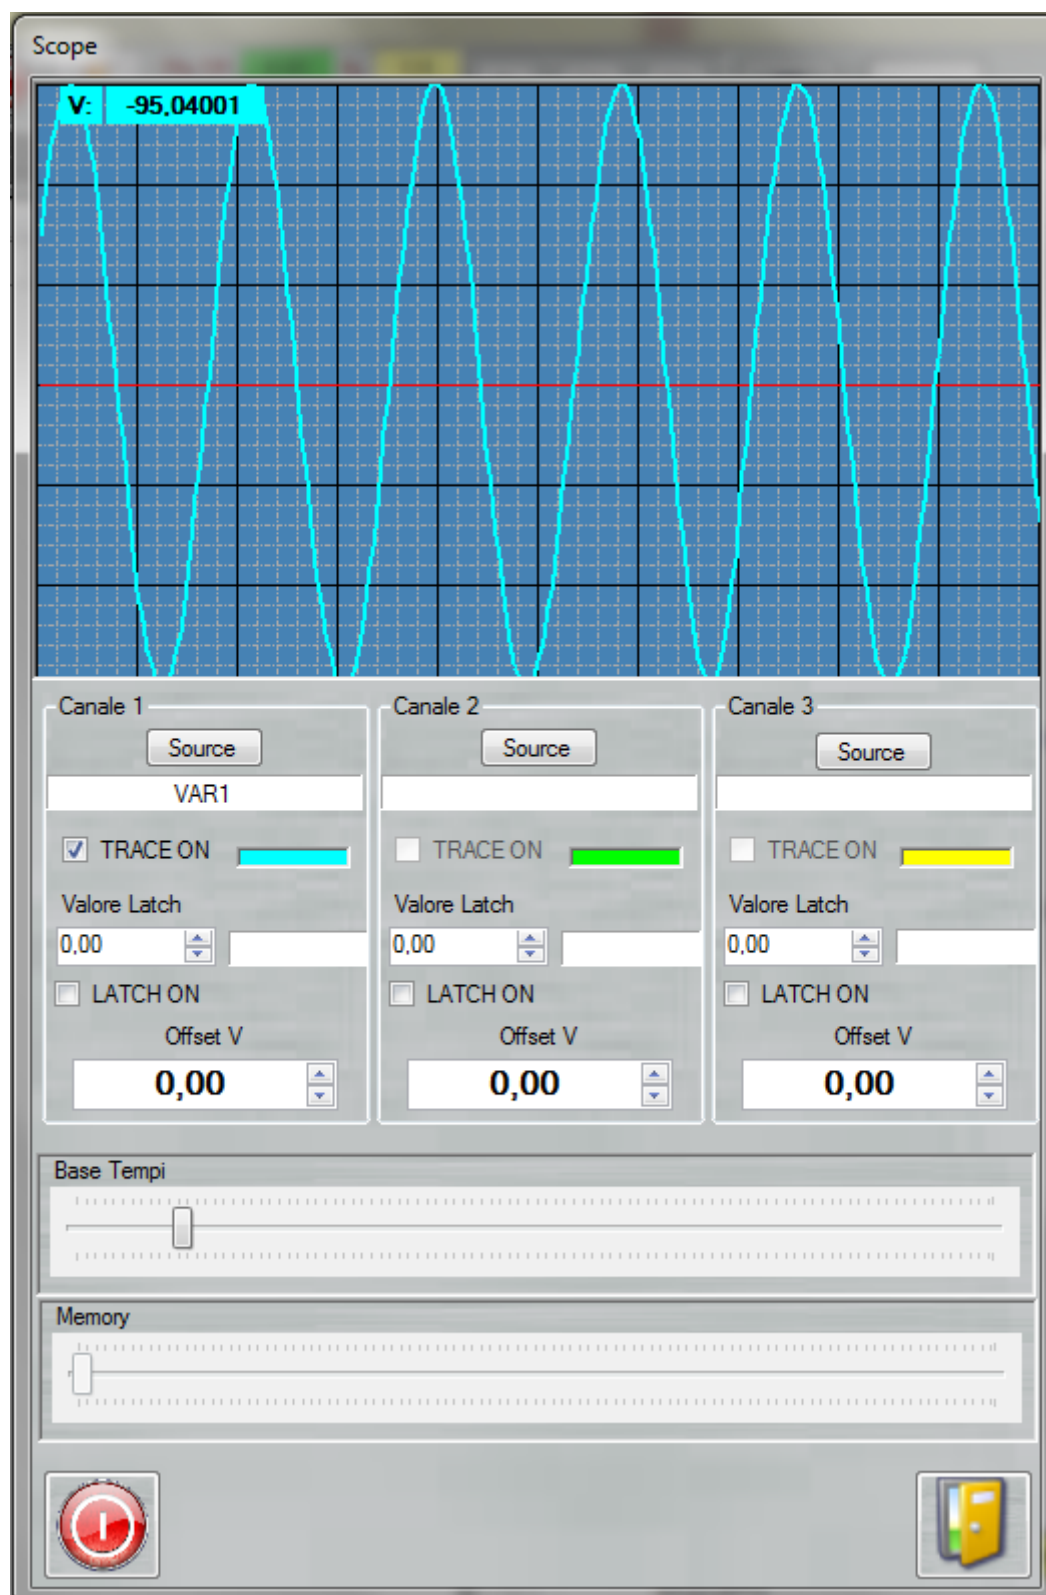 Scope
V: -95,04001
Canale 1 Canale 2 Canale 3
Source Source Source
VAR1
TRACE ON TRACE ON TRACE ON
Valore Latch Valore Latch Valore Latch
0,00 0,00 0,00
LATCH ON LATCH ON LATCH ON
Offset V Offset V Offset V
0,00 0,00 0,00
Base Tempi
Memory